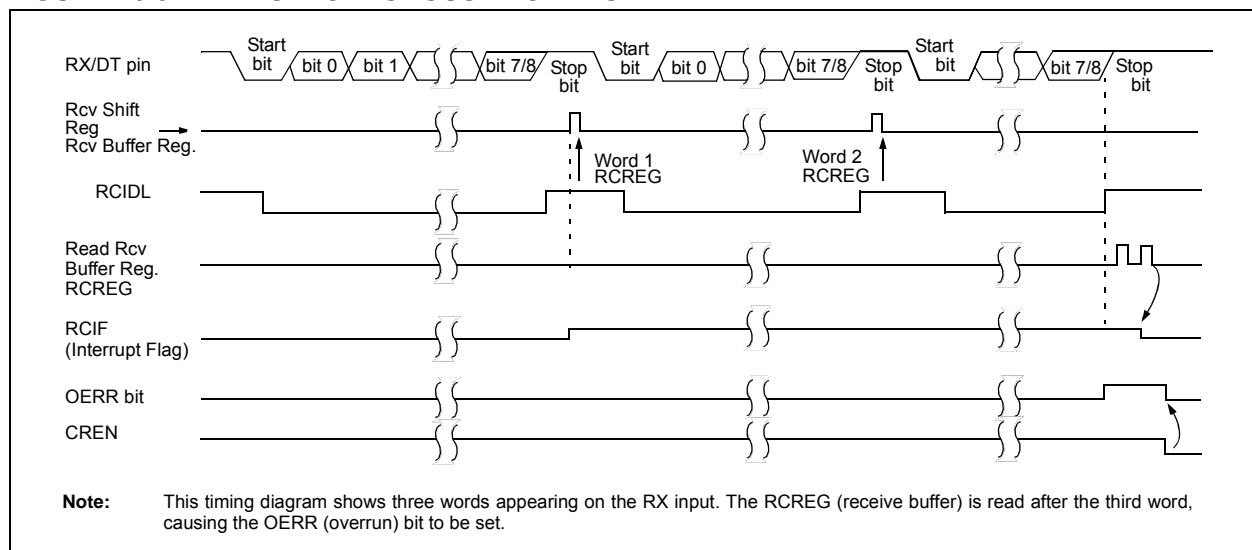 RX/DT pin
Start
bit
bit 0
bit 1
bit 7/8
Stop
bit
Start
bit
bit 0
bit 7/8
Stop
bit
Start
bit
bit 7/8
Stop
bit
Rcv Shift
Reg
Rcv Buffer Reg.
Word 1
RCREG
Word 2
RCREG
RCIDL
Read Rcv
Buffer Reg.
RCREG
RCIF
(Interrupt Flag)
OERR bit
CREN
Note: This timing diagram shows three words appearing on the RX input. The RCREG (receive buffer) is read after the third word,
causing the OERR (overrun) bit to be set.